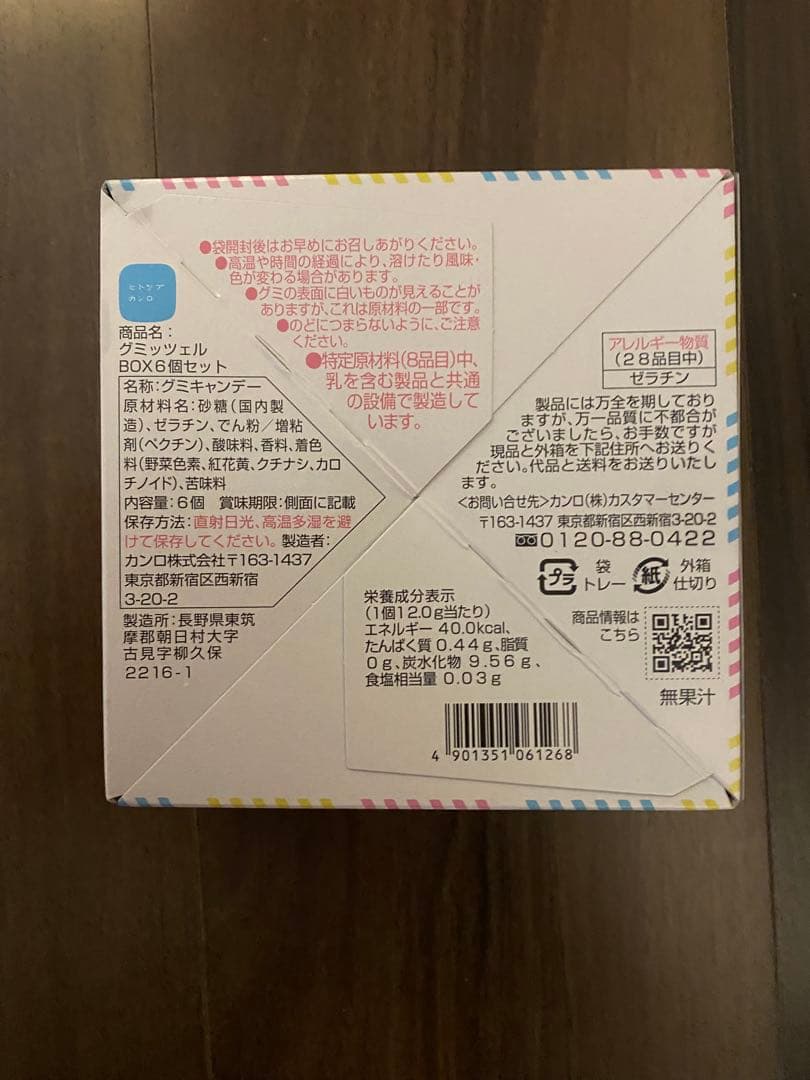 ●袋開封後はお早めにお召しあがりください。
●高温や時間の経過により、溶けたり風味・
色が変わる場合があります。
●グミの表面に白いものが見えることが
ありますが、これは原材料の一部です。
●のどにつまらないように、ご注意
ください。
●特定原材料(8品目)中、
乳を含む製品と共通
の設備で製造して
います。
ヒトツブ
カンロ
商品名:
グミッツェル
BOX6個セット
名称:グミキャンデー
原材料名:砂糖(国内製
造)、ゼラチン、でん粉/増粘
剤(ペクチン)、酸味料、香料、着色
料(野菜色素、紅花黄、クチナシ、カロ
チノイド)、苦味料
内容量:6個 賞味期限:側面に記載
保存方法:直射日光、高温多湿を避
けて保存してください。製造者:
カンロ株式会社〒163-1437
東京都新宿区西新宿
3-20-2
製造所:長野県東筑
摩郡朝日村大字
古見字柳久保
2216-1
アレルギー物質
(28品目中)
ゼラチン
製品には万全を期しており
ますが、万一品質に不都合が
ございましたら、お手数ですが
現品と外箱を下記住所へお送りく
ださい。代品と送料をお送りいたし
ます。
<お問い合せ先>カンロ(株)カスタマーセンター
〒163-1437 東京都新宿区西新宿3-20-2
0120-88-0422
プラ 袋 トレー 紙 外箱 仕切り
商品情報は
こちら
無果汁
栄養成分表示
(1個12.0g当たり)
エネルギー 40.0kcal、
たんぱく質 0.44g、脂質
0g、炭水化物 9.56g、
食塩相当量 0.03g
4 901351 061268